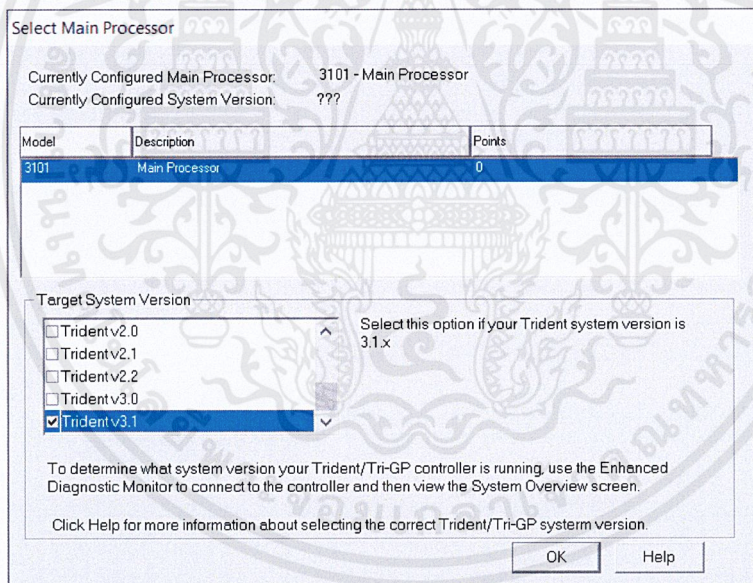 Select Main Processor
Currently Configured Main Processor: 3101 - Main Processor
Currently Configured System Version: ???
Model Description Points
3101 Main Processor 0
Target System Version
Trident v2.0
Trident v2.1
Trident v2.2
Trident v3.0
Trident v3.1
Select this option if your Trident system version is
3.1.x
To determine what system version your Trident/Tri-GP controller is running, use the Enhanced
Diagnostic Monitor to connect to the controller and then view the System Overview screen.
Click Help for more information about selecting the correct Trident/Tri-GP system version.
OK Help